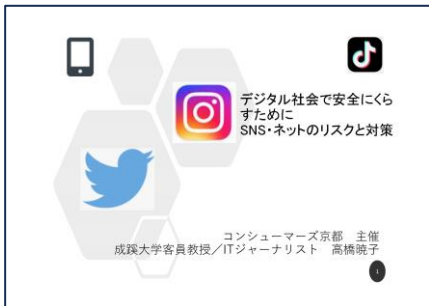 デジタル社会で安全にくら
すために
SNS・ネットのリスクと対策
コンシューマーズ京都　主催
成蹊大学客員教授／ITジャーナリスト　高橋暁子
1